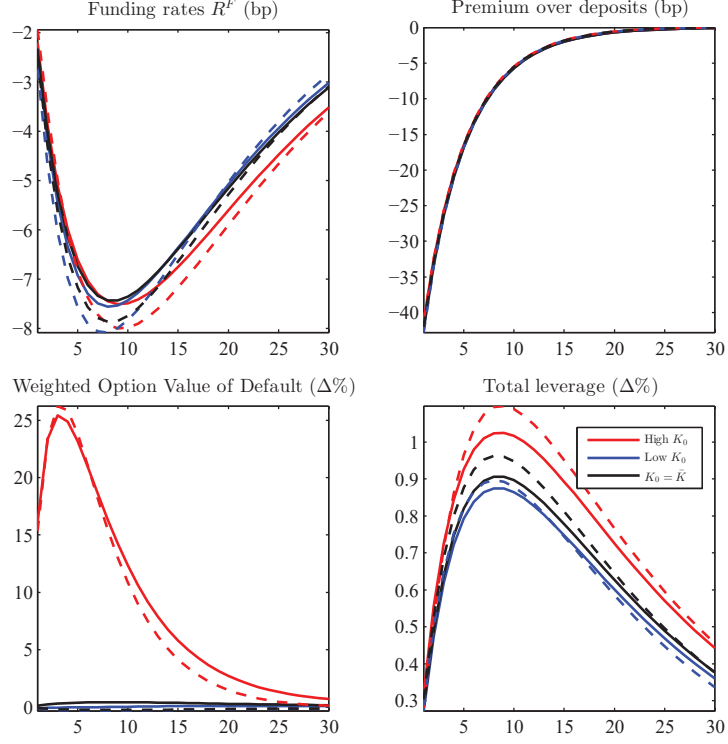 Funding rates R^F (bp)
−2
−3
−4
−5
−6
−7
−8
5 10 15 20 25 30
Premium over deposits (bp)
0
−5
−10
−15
−20
−25
−30
−35
−40
5 10 15 20 25 30
Weighted Option Value of Default (Δ%)
25
20
15
10
5
0
5 10 15 20 25 30
Total leverage (Δ%)
1
0.9
0.8
0.7
0.6
0.5
0.4
0.3
5 10 15 20 25 30
High K₀
Low K₀
K₀ = K̄